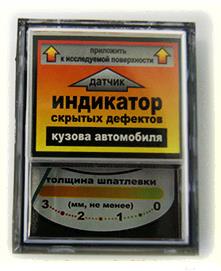 приложить
к исследуемой поверхности
датчик
ИНДИКАТОР
СКРЫТЫХ ДЕФЕКТОВ
КУЗОВА АВТОМОБИЛЯ
толщина шпатлевки
(мм, не менее)
3 2 1 0